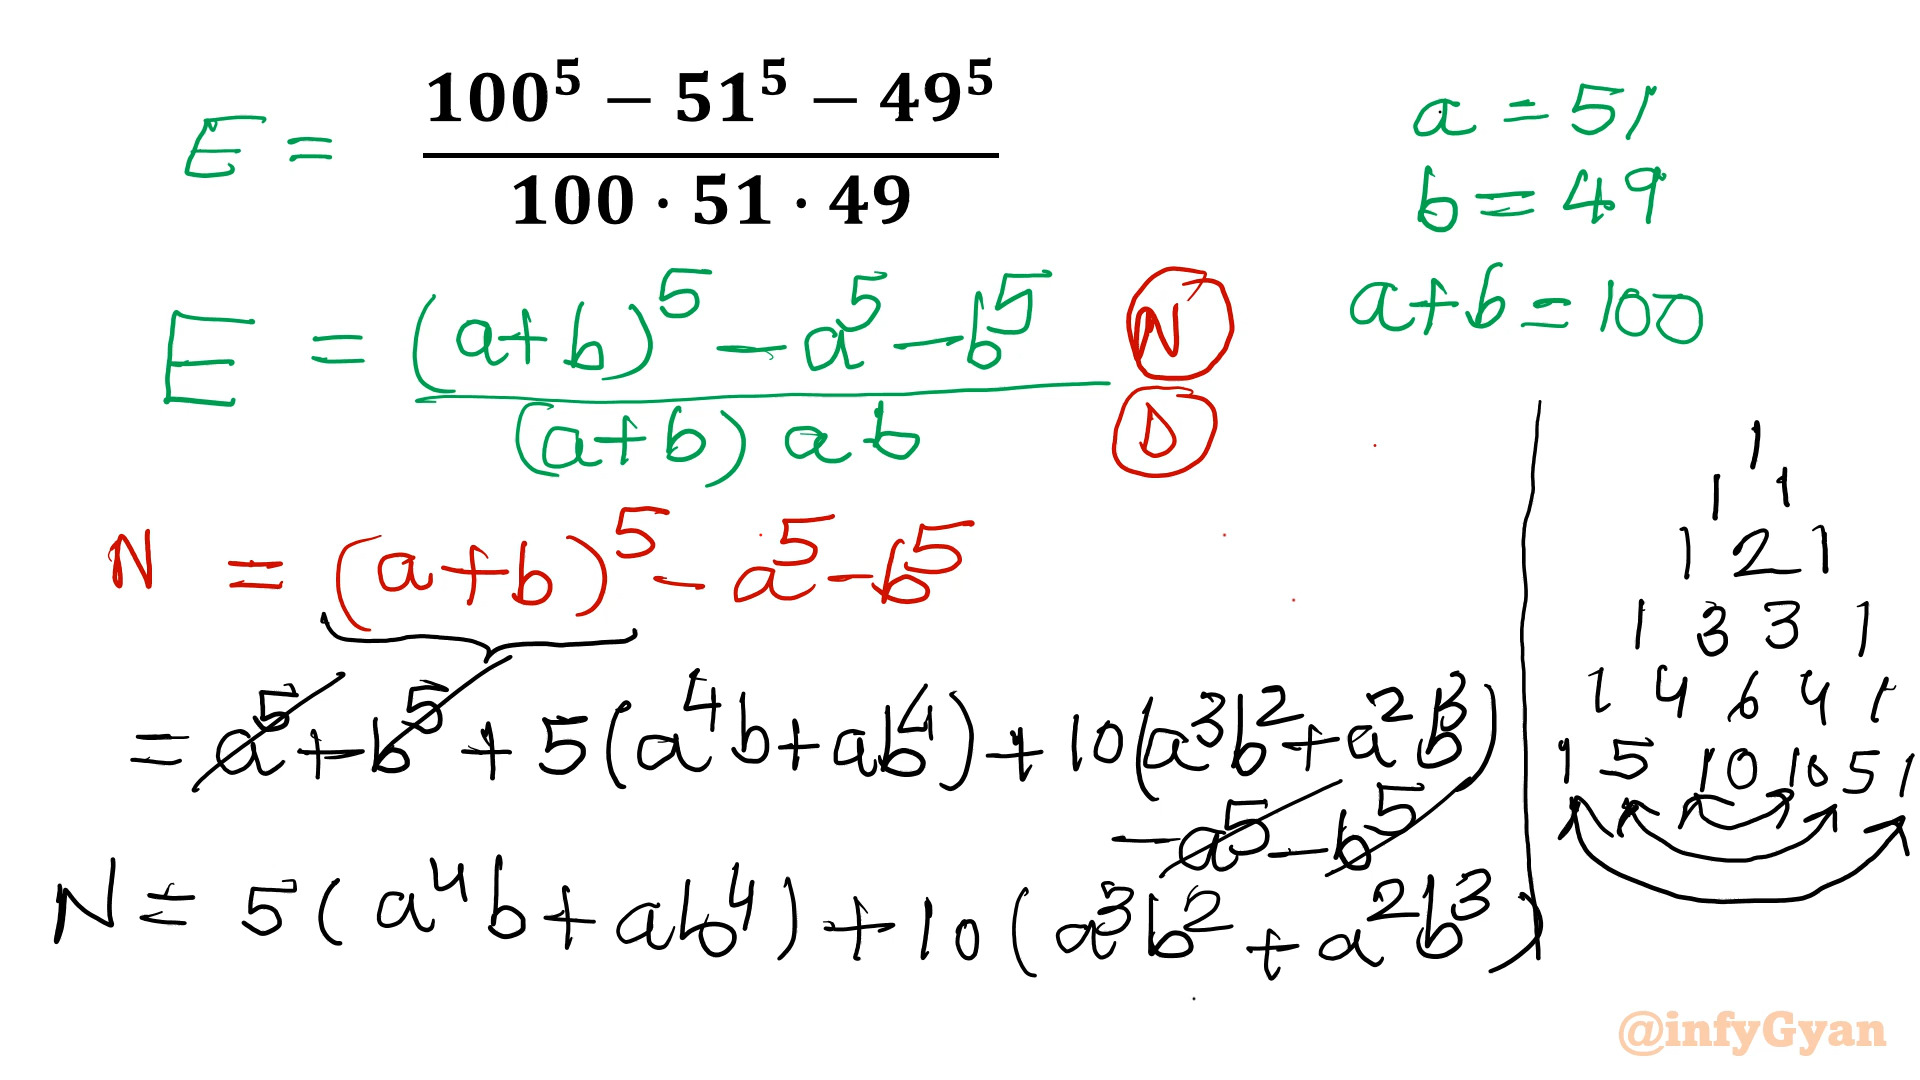 E = (100⁵ − 51⁵ − 49⁵) / (100 · 51 · 49)
a = 51
b = 49
a+b = 100
E = ((a+b)⁵ − a⁵ − b⁵) / ((a+b) ab)
N
D
N = (a+b)⁵ − a⁵ − b⁵
= a⁵ + b⁵ + 5(a⁴b + ab⁴) + 10(a³b² + a²b³)
− a⁵ − b⁵
N = 5(a⁴b + ab⁴) + 10(a³b² + a²b³)
1
1 1
1 2 1
1 3 3 1
1 4 6 4 1
1 5 10 10 5 1
@infyGyan